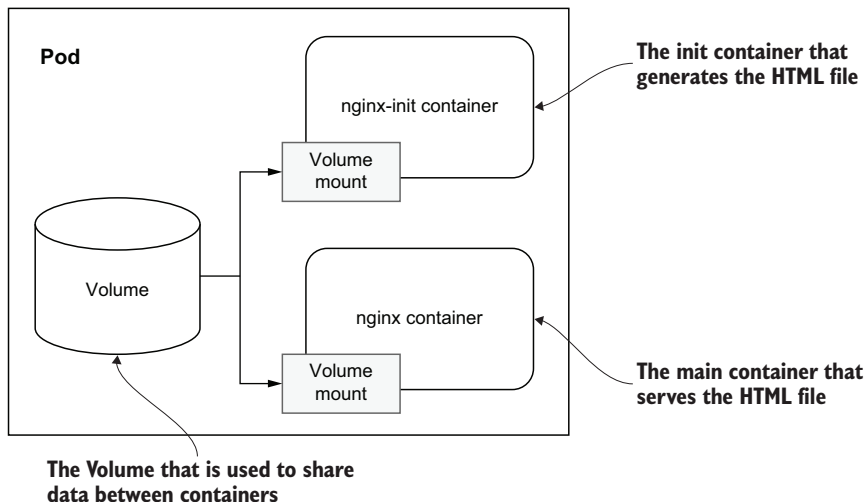 Pod
nginx-init container
Volume
mount
The init container that
generates the HTML file
Volume
nginx container
Volume
mount
The main container that
serves the HTML file
The Volume that is used to share
data between containers